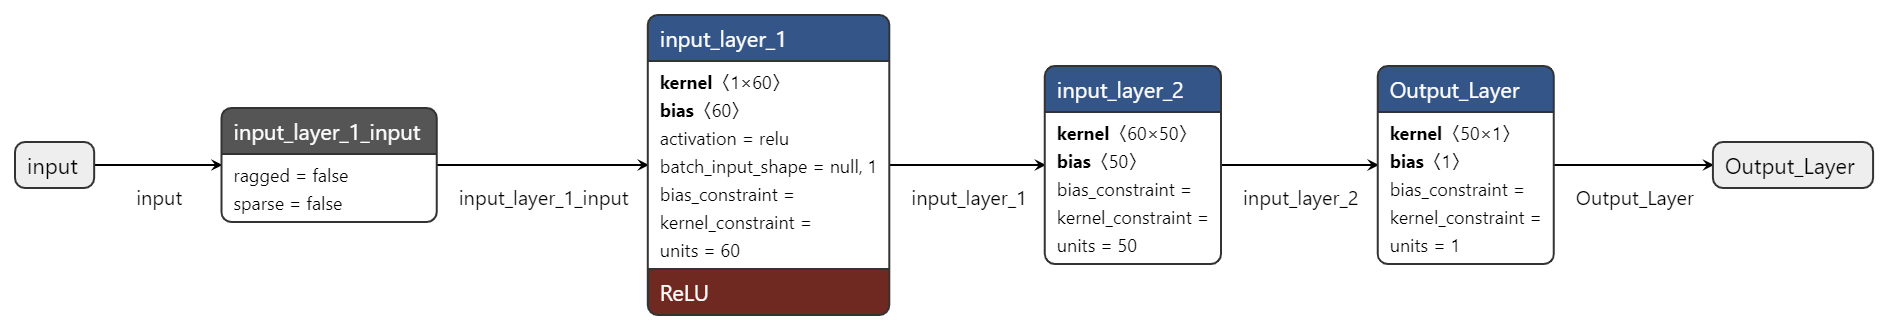 input
input
input_layer_1_input
ragged = false
sparse = false
input_layer_1_input
input_layer_1
kernel 〈1×60〉
bias 〈60〉
activation = relu
batch_input_shape = null, 1
bias_constraint =
kernel_constraint =
units = 60
ReLU
input_layer_1
input_layer_2
kernel 〈60×50〉
bias 〈50〉
bias_constraint =
kernel_constraint =
units = 50
input_layer_2
Output_Layer
kernel 〈50×1〉
bias 〈1〉
bias_constraint =
kernel_constraint =
units = 1
Output_Layer
Output_Layer